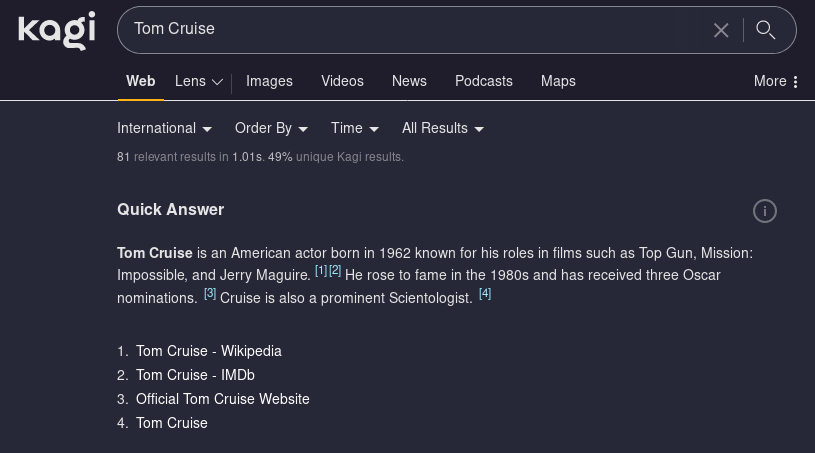 kagi
Tom Cruise
Web Lens Images Videos News Podcasts Maps More
International Order By Time All Results
81 relevant results in 1.01s. 49% unique Kagi results.
Quick Answer
Tom Cruise is an American actor born in 1962 known for his roles in films such as Top Gun, Mission:
Impossible, and Jerry Maguire. [1][2] He rose to fame in the 1980s and has received three Oscar
nominations. [3] Cruise is also a prominent Scientologist. [4]
1. Tom Cruise - Wikipedia
2. Tom Cruise - IMDb
3. Official Tom Cruise Website
4. Tom Cruise